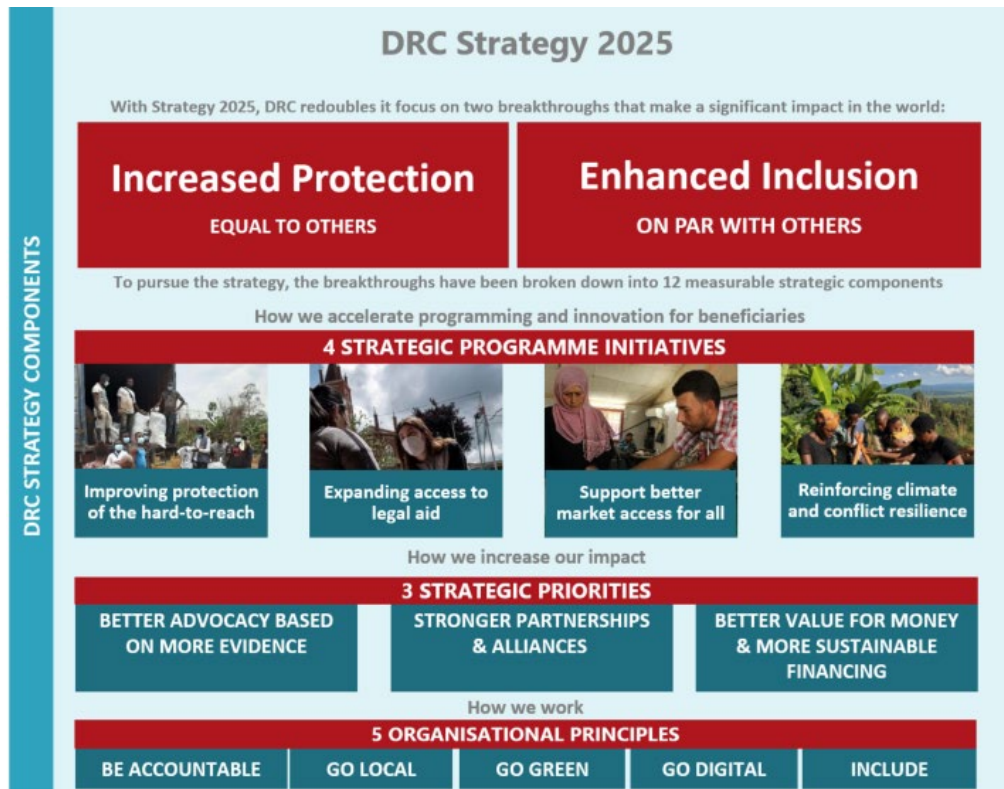 DRC STRATEGY COMPONENTS
DRC Strategy 2025
With Strategy 2025, DRC redoubles it focus on two breakthroughs that make a significant impact in the world:
Increased Protection
EQUAL TO OTHERS
Enhanced Inclusion
ON PAR WITH OTHERS
To pursue the strategy, the breakthroughs have been broken down into 12 measurable strategic components
How we accelerate programming and innovation for beneficiaries
4 STRATEGIC PROGRAMME INITIATIVES
Improving protection
of the hard-to-reach
Expanding access to
legal aid
Support better
market access for all
Reinforcing climate
and conflict resilience
How we increase our impact
3 STRATEGIC PRIORITIES
BETTER ADVOCACY BASED
ON MORE EVIDENCE
STRONGER PARTNERSHIPS
& ALLIANCES
BETTER VALUE FOR MONEY
& MORE SUSTAINABLE
FINANCING
How we work
5 ORGANISATIONAL PRINCIPLES
BE ACCOUNTABLE
GO LOCAL
GO GREEN
GO DIGITAL
INCLUDE